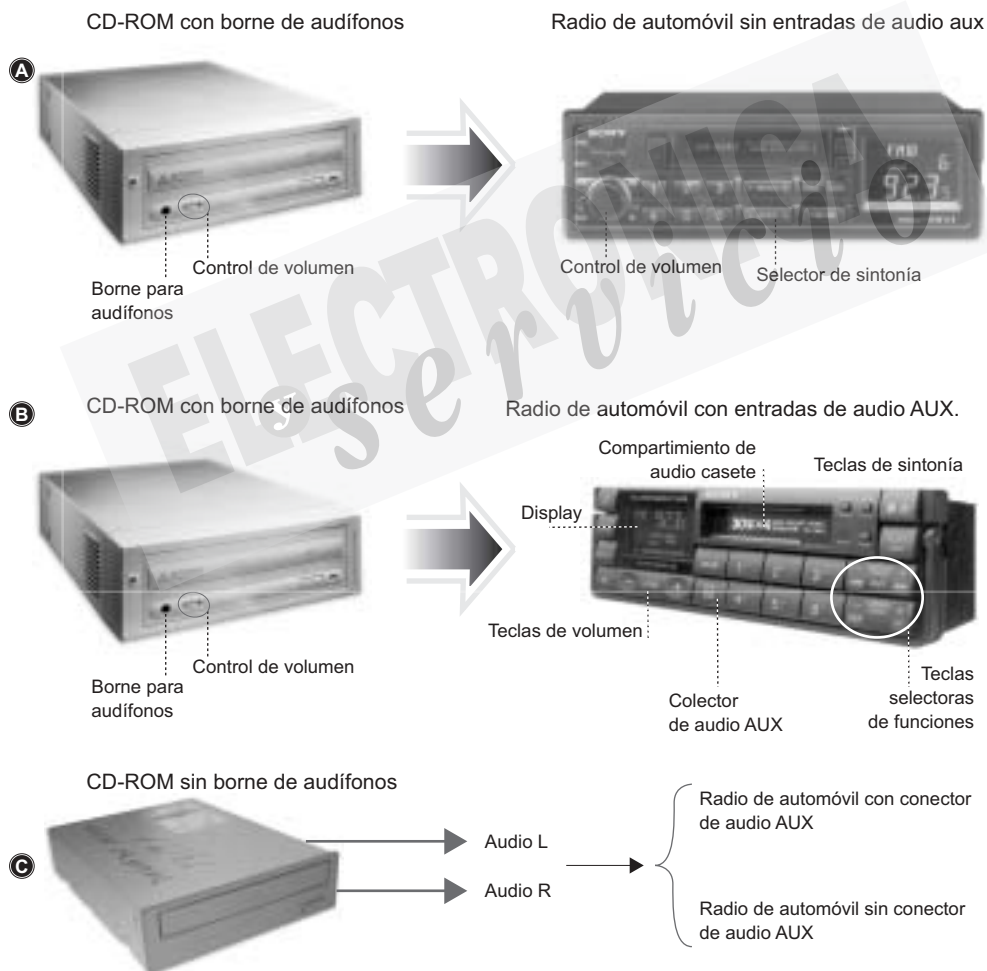 CD-ROM con borne de audífonos
Radio de automóvil sin entradas de audio aux
A
SONY
923
Control de volumen
Borne para
audífonos
Control de volumen
Selector de sintonía
ELECTRONICA
y servicio
B
CD-ROM con borne de audífonos
Radio de automóvil con entradas de audio AUX.
Compartimiento de
audio casete
Teclas de sintonía
Display
Teclas de volumen
Control de volumen
Borne para
audífonos
Colector
de audio AUX
Teclas
selectoras
de funciones
C
CD-ROM sin borne de audífonos
Audio L
Audio R
Radio de automóvil con conector
de audio AUX
Radio de automóvil sin conector
de audio AUX